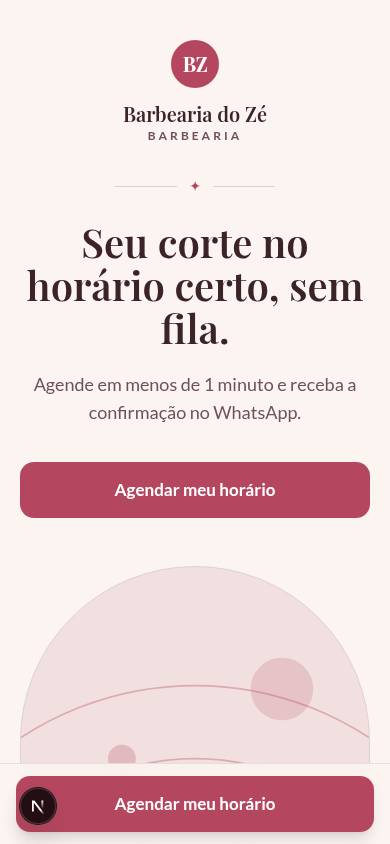 BZ
Barbearia do Zé
BARBEARIA
Seu corte no
horário certo, sem
fila.
Agende em menos de 1 minuto e receba a
confirmação no WhatsApp.
Agendar meu horário
N
Agendar meu horário